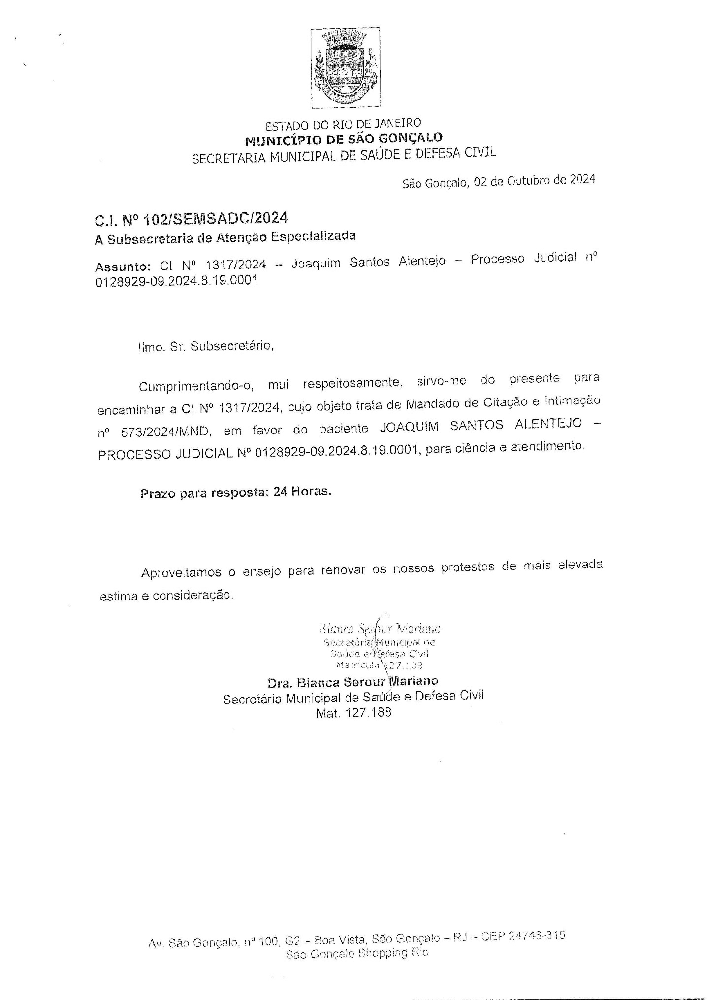 ESTADO DO RIO DE JANEIRO
MUNICÍPIO DE SÃO GONÇALO
SECRETARIA MUNICIPAL DE SAÚDE E DEFESA CIVIL
São Gonçalo, 02 de Outubro de 2024
C.I. Nº 102/SEMSADC/2024
A Subsecretaria de Atenção Especializada
Assunto: CI Nº 1317/2024 – Joaquim Santos Alentejo – Processo Judicial nº
0128929-09.2024.8.19.0001
Ilmo. Sr. Subsecretário,
Cumprimentando-o, mui respeitosamente, sirvo-me do presente para
encaminhar a CI Nº 1317/2024, cujo objeto trata de Mandado de Citação e Intimação
nº 573/2024/MND, em favor do paciente JOAQUIM SANTOS ALENTEJO –
PROCESSO JUDICIAL Nº 0128929-09.2024.8.19.0001, para ciência e atendimento.
Prazo para resposta: 24 Horas.
Aproveitamos o ensejo para renovar os nossos protestos de mais elevada
estima e consideração.
Bianca Serour Mariano
Secretária Municipal de
Saúde e Defesa Civil
Matrícula
Dra. Bianca Serour Mariano
Secretária Municipal de Saúde e Defesa Civil
Mat. 127.188
Av. São Gonçalo, nº 100, G2 – Boa Vista, São Gonçalo – RJ – CEP 24746-315
São Gonçalo Shopping Rio